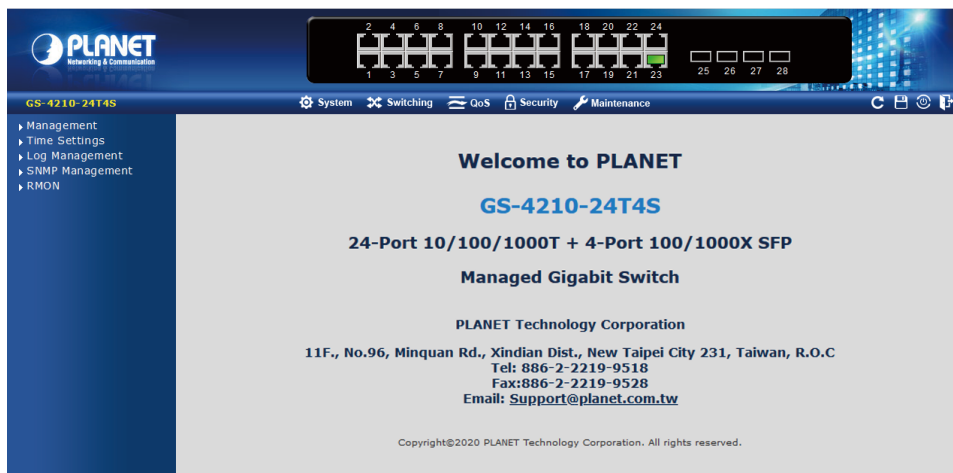 PLANET
Networking & Communication
2 4 6 8 10 12 14 16 18 20 22 24
1 3 5 7 9 11 13 15 17 19 21 23
25 26 27 28
GS-4210-24T4S
System Switching QoS Security Maintenance
Management
Time Settings
Log Management
SNMP Management
RMON
Welcome to PLANET
GS-4210-24T4S
24-Port 10/100/1000T + 4-Port 100/1000X SFP
Managed Gigabit Switch
PLANET Technology Corporation
11F., No.96, Minquan Rd., Xindian Dist., New Taipei City 231, Taiwan, R.O.C
Tel: 886-2-2219-9518
Fax:886-2-2219-9528
Email: Support@planet.com.tw
Copyright©2020 PLANET Technology Corporation. All rights reserved.